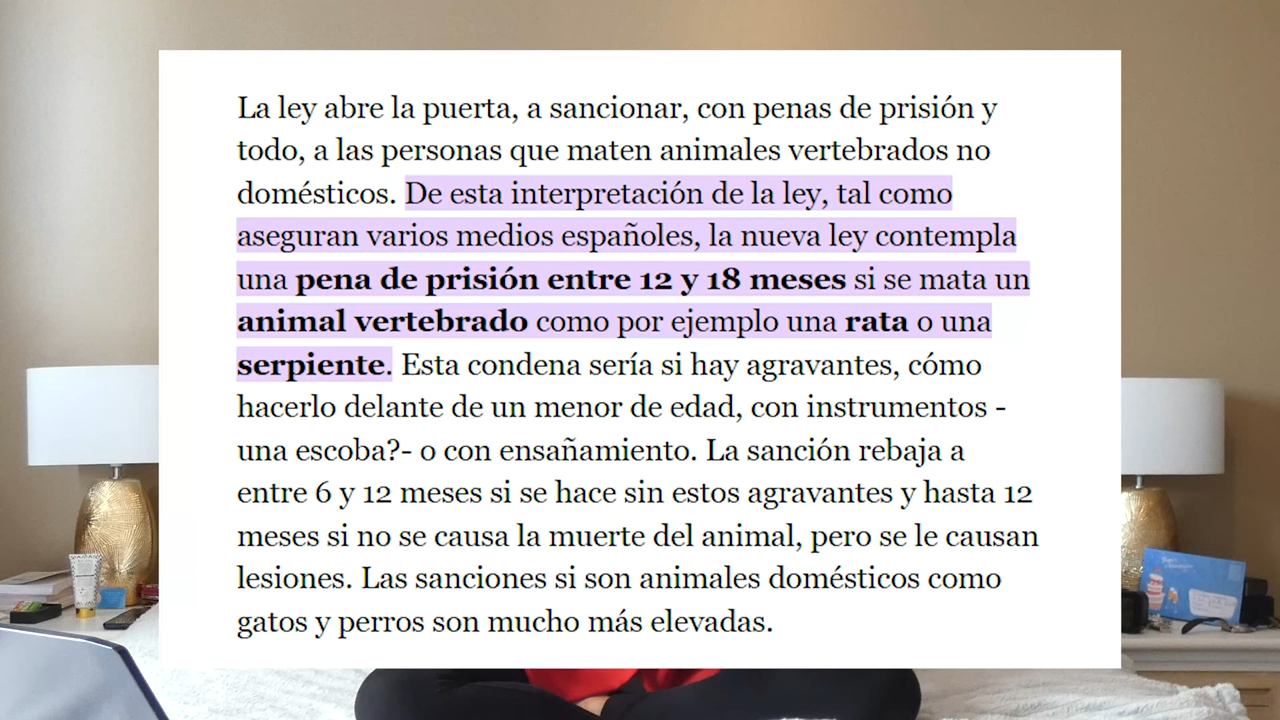 La ley abre la puerta, a sancionar, con penas de prisión y
todo, a las personas que maten animales vertebrados no
domésticos. De esta interpretación de la ley, tal como
aseguran varios medios españoles, la nueva ley contempla
una pena de prisión entre 12 y 18 meses si se mata un
animal vertebrado como por ejemplo una rata o una
serpiente. Esta condena sería si hay agravantes, cómo
hacerlo delante de un menor de edad, con instrumentos -
una escoba?- o con ensañamiento. La sanción rebaja a
entre 6 y 12 meses si se hace sin estos agravantes y hasta 12
meses si no se causa la muerte del animal, pero se le causan
lesiones. Las sanciones si son animales domésticos como
gatos y perros son mucho más elevadas.